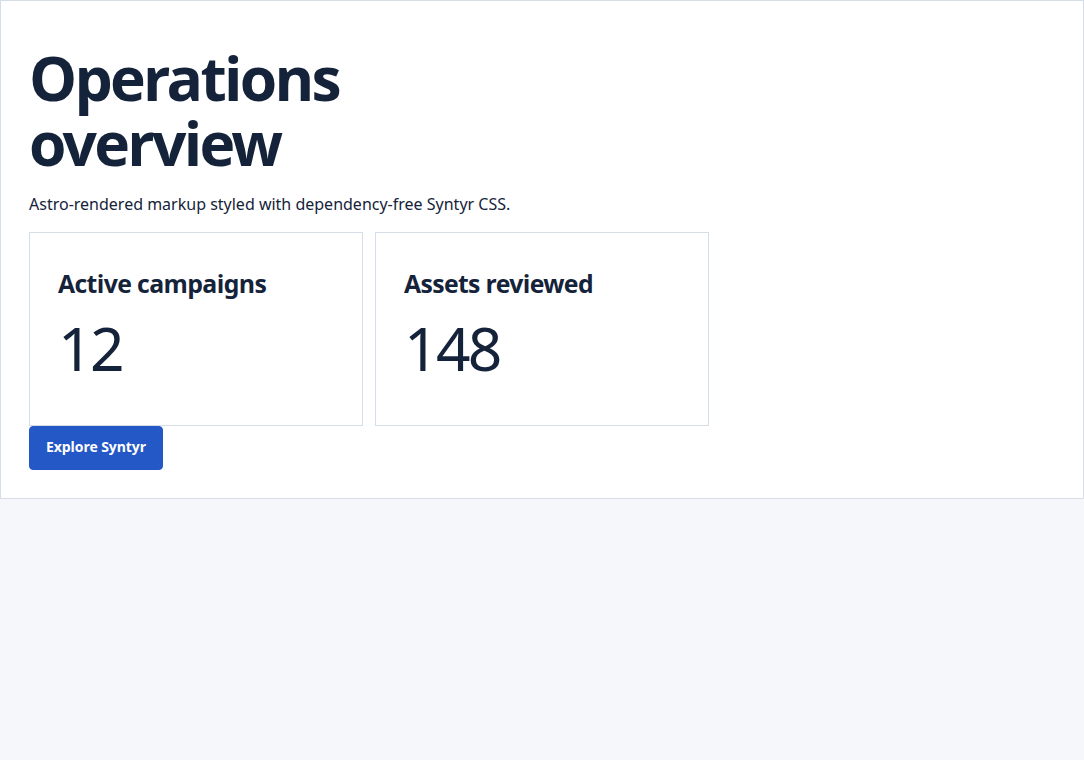 Operations
overview
Astro-rendered markup styled with dependency-free Syntyr CSS.
Active campaigns
12
Assets reviewed
148
Explore Syntyr